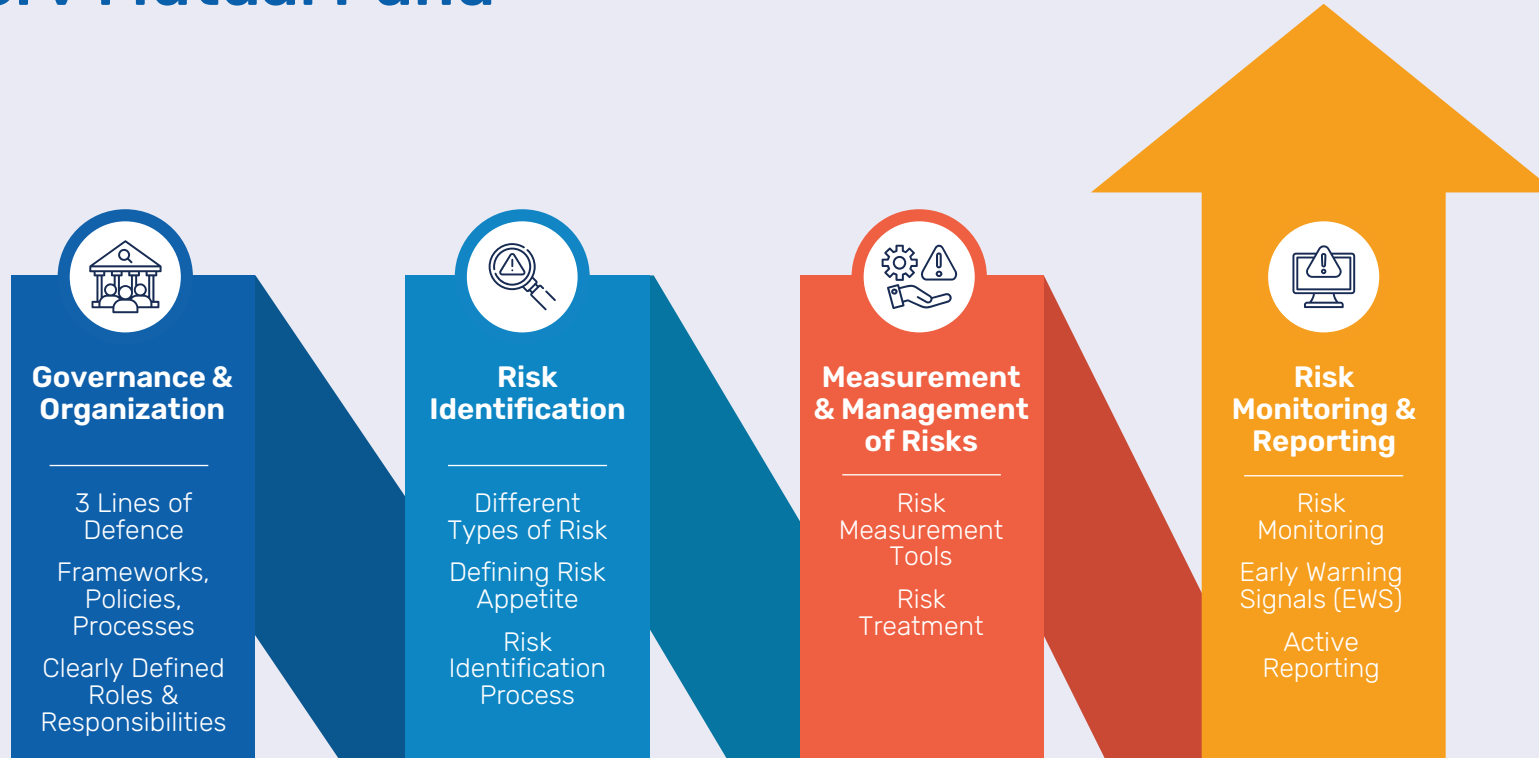 Mutual Fund
Governance &
Organization
3 Lines of
Defence
Frameworks,
Policies,
Processes
Clearly Defined
Roles &
Responsibilities
Risk
Identification
Different
Types of Risk
Defining Risk
Appetite
Risk
Identification
Process
Measurement
& Management
of Risks
Risk
Measurement
Tools
Risk
Treatment
Risk
Monitoring &
Reporting
Risk
Monitoring
Early Warning
Signals (EWS)
Active
Reporting